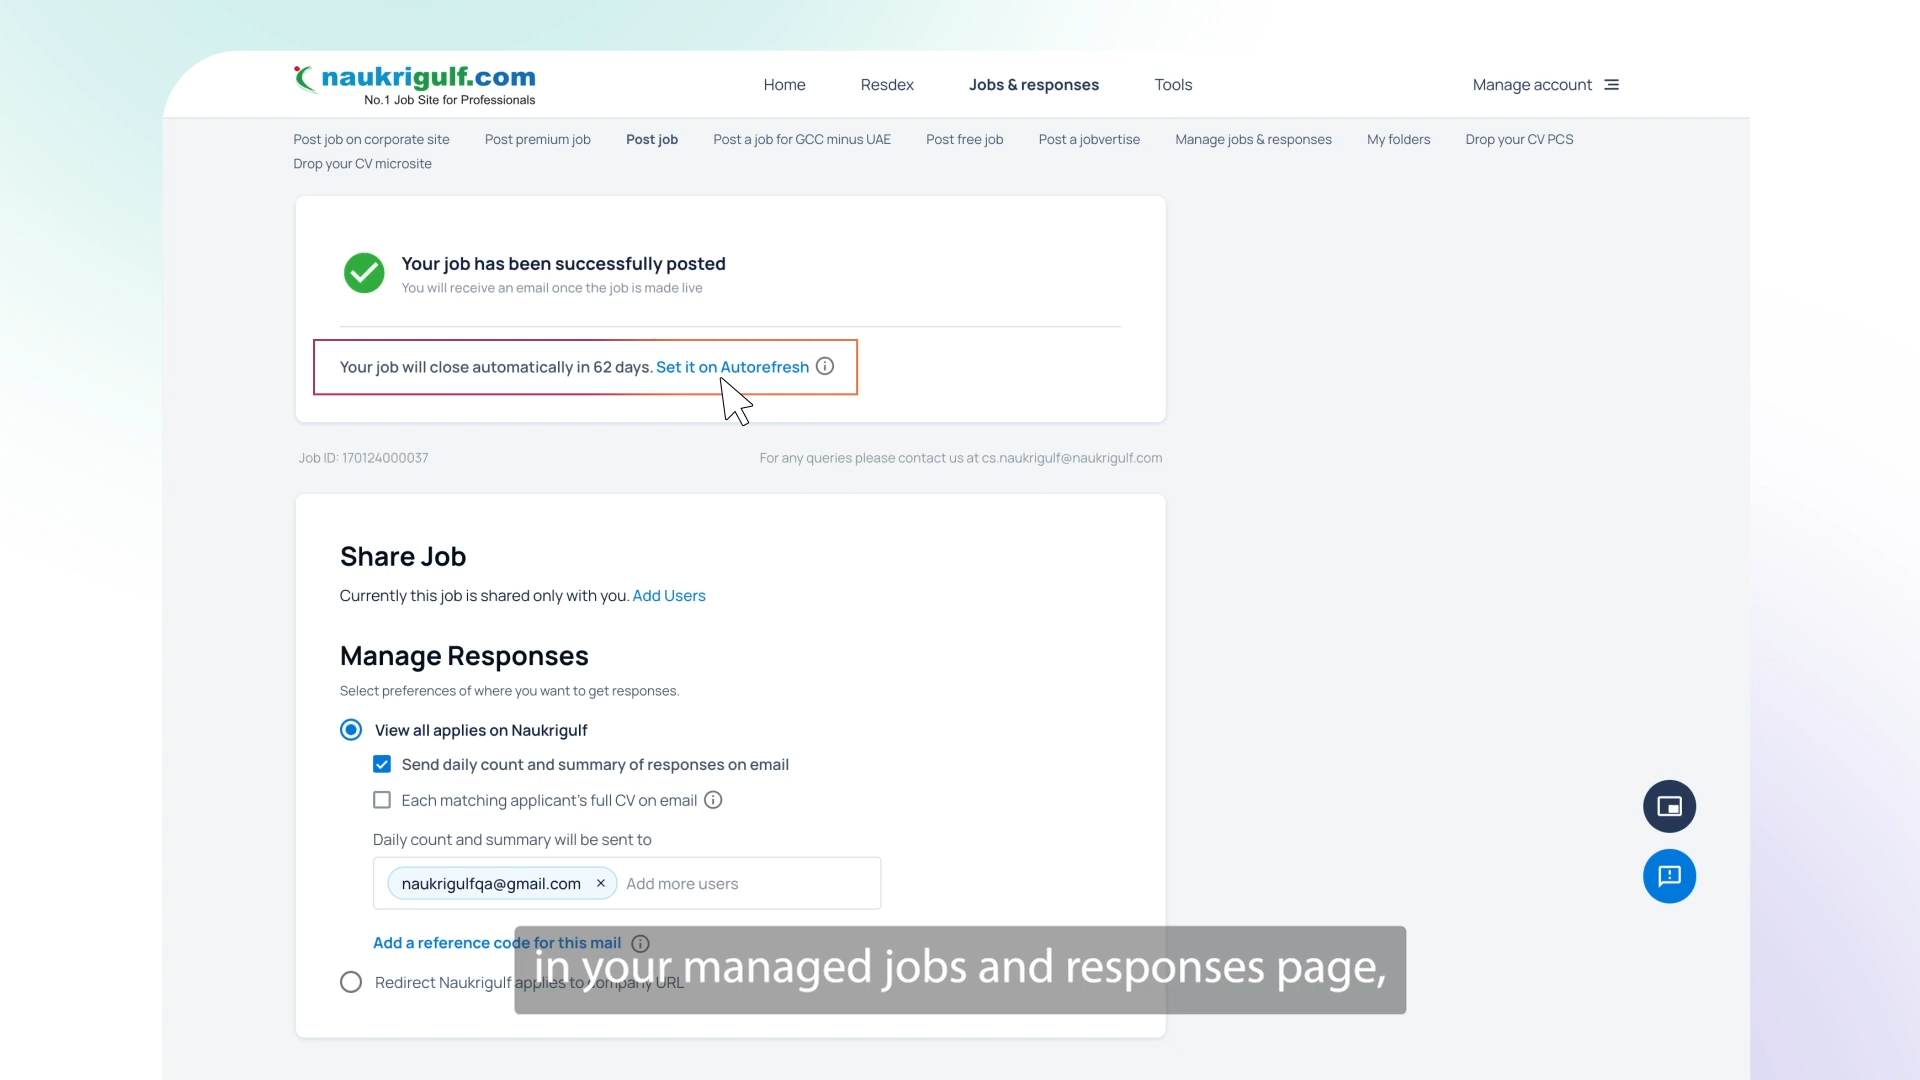 naukrigulf.com
No.1 Job Site for Professionals
Home Resdex Jobs & responses Tools Manage account
Post job on corporate site Post premium job Post job Post a job for GCC minus UAE Post free job Post a jobvertise Manage jobs & responses My folders Drop your CV PCS
Drop your CV microsite
Your job has been successfully posted
You will receive an email once the job is made live
Your job will close automatically in 62 days. Set it on Autorefresh
Job ID: 170124000037 For any queries please contact us at cs.naukrigulf@naukrigulf.com
Share Job
Currently this job is shared only with you. Add Users
Manage Responses
Select preferences of where you want to get responses.
View all applies on Naukrigulf
Send daily count and summary of responses on email
Each matching applicant's full CV on email
Daily count and summary will be sent to
naukrigulfqa@gmail.com × Add more users
Add a reference code for this mail
in your managed jobs and responses page,
Redirect Naukrigulf applies to company URL